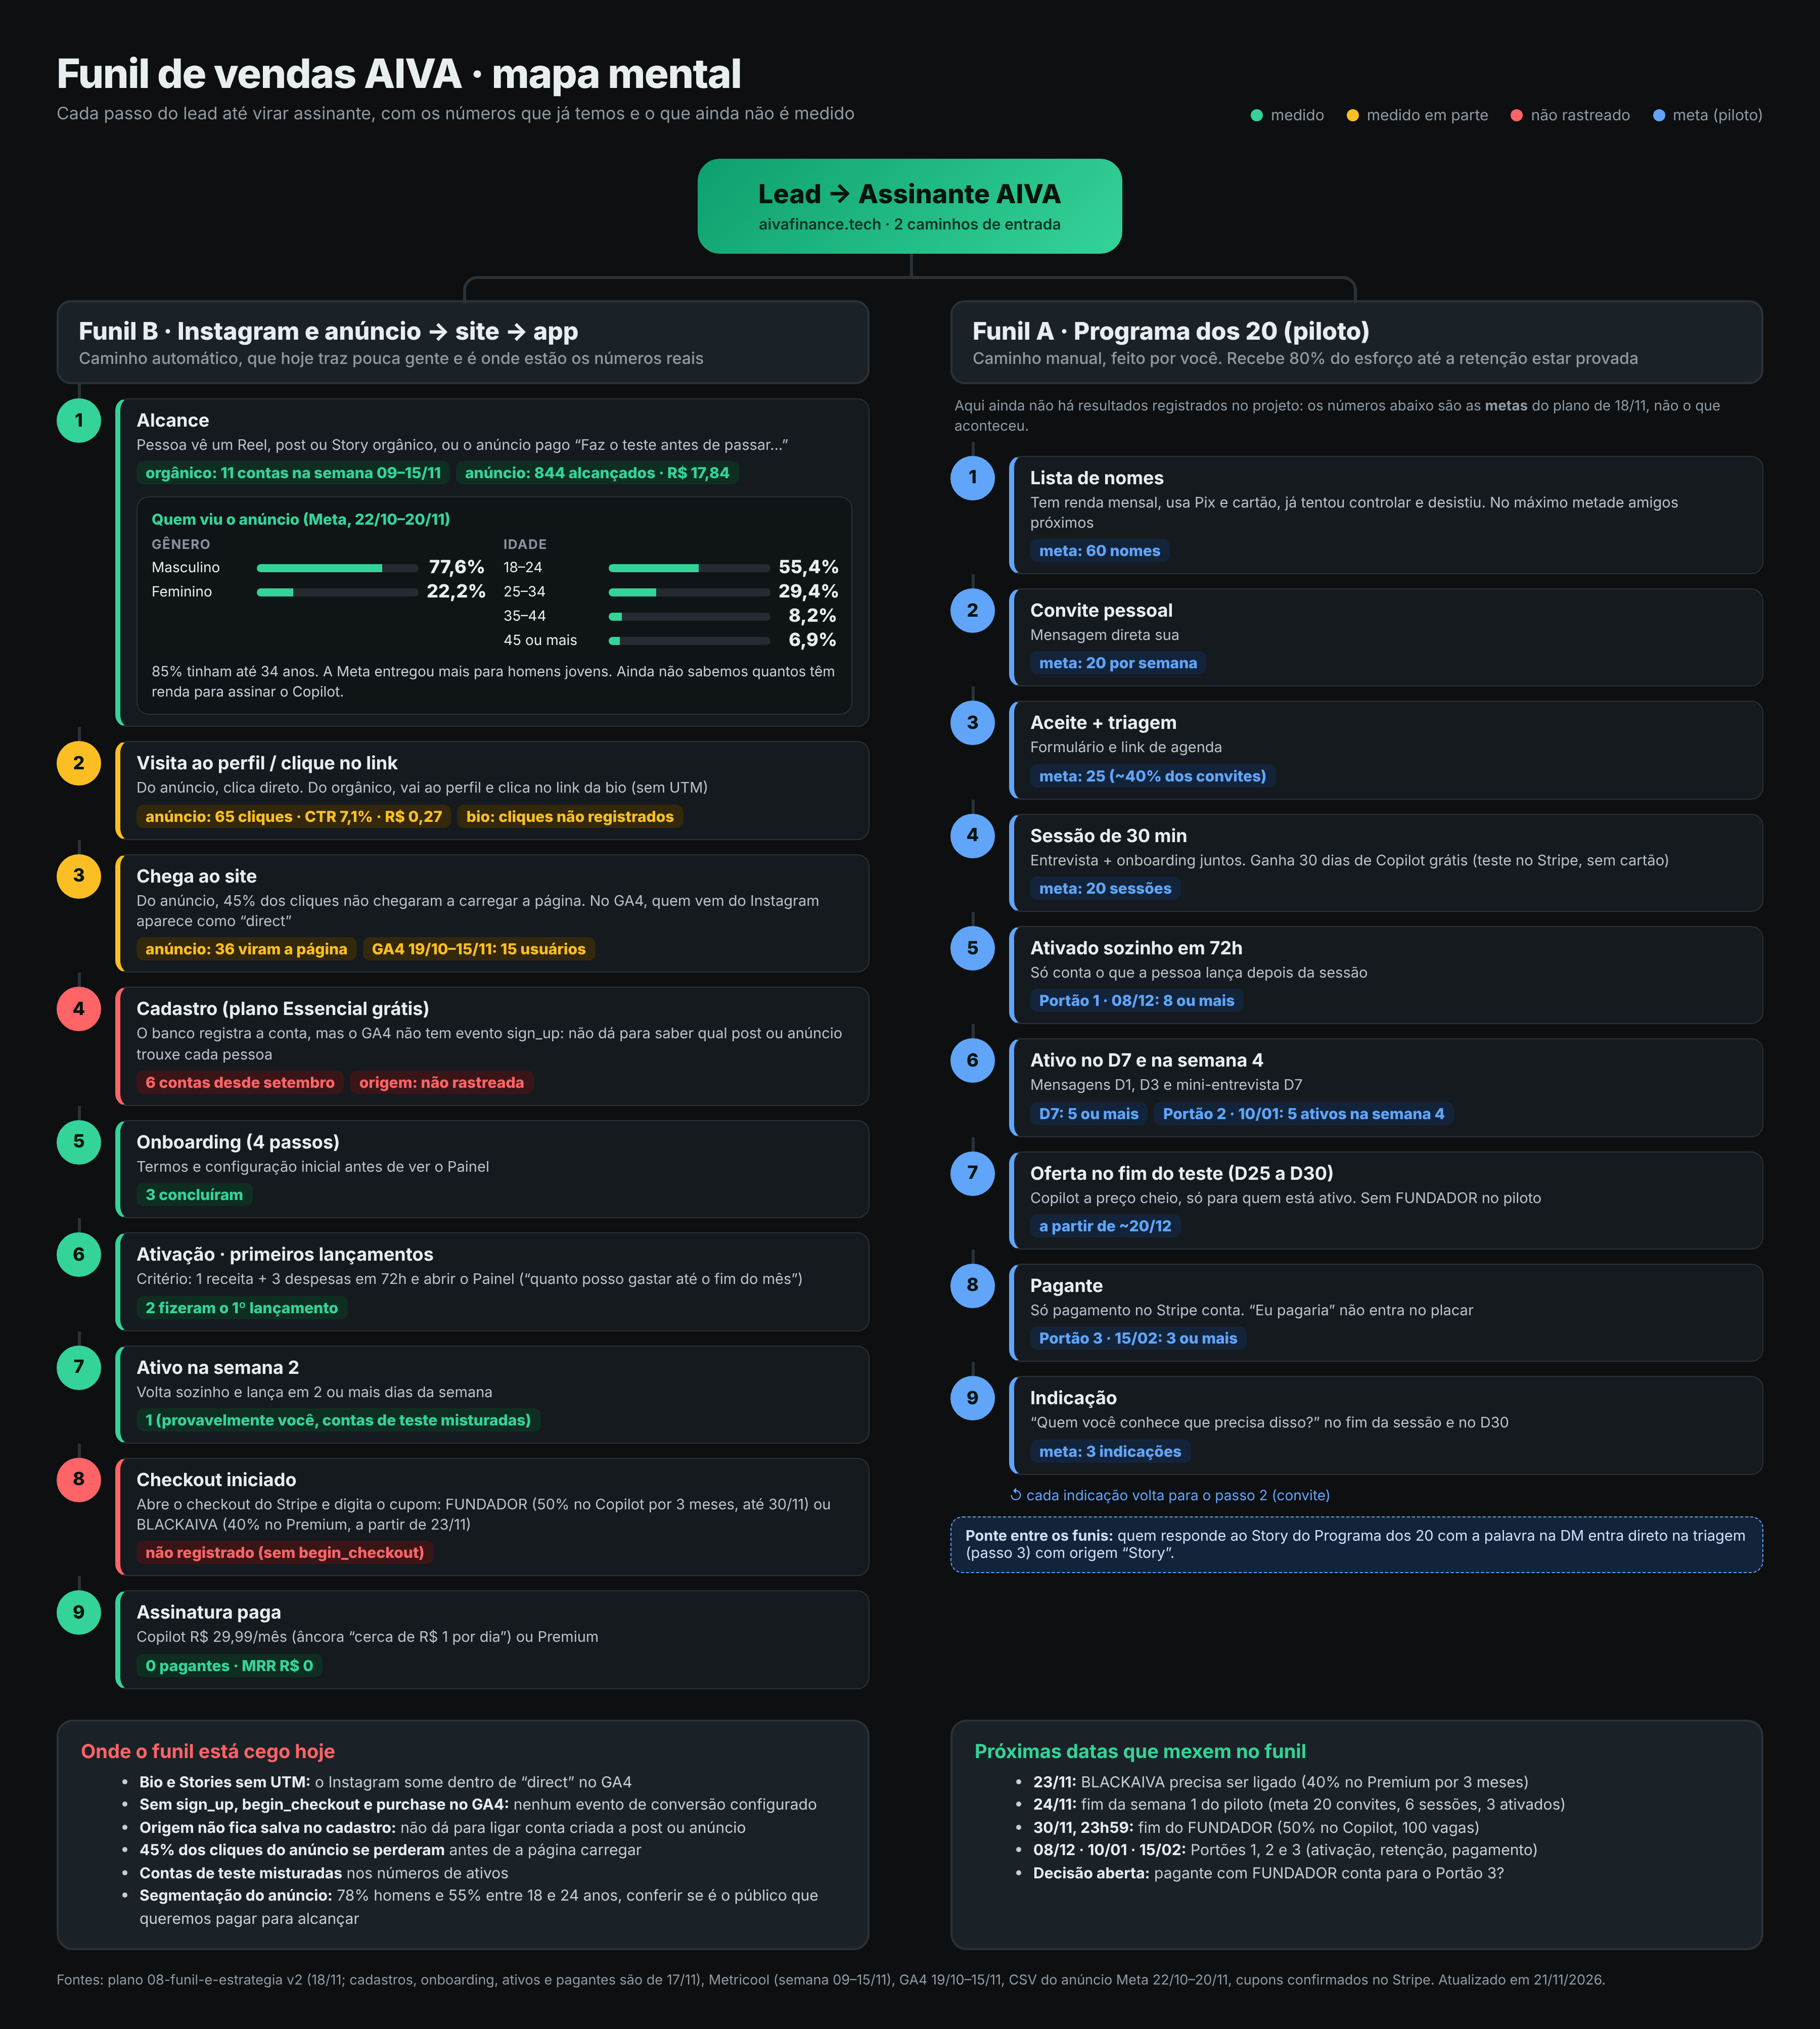 Funil de vendas AIVA · mapa mental
Cada passo do lead até virar assinante, com os números que já temos e o que ainda não é medido
medido
medido em parte
não rastreado
meta (piloto)
Lead → Assinante AIVA
aivafinance.tech · 2 caminhos de entrada
Funil B · Instagram e anúncio → site → app
Caminho automático, que hoje traz pouca gente e é onde estão os números reais
1
Alcance
Pessoa vê um Reel, post ou Story orgânico, ou o anúncio pago “Faz o teste antes de passar...”
orgânico: 11 contas na semana 09–15/11
anúncio: 844 alcançados · R$ 17,84
Quem viu o anúncio (Meta, 22/10–20/11)
GÊNERO
Masculino 77,6%
Feminino 22,2%
IDADE
18–24 55,4%
25–34 29,4%
35–44 8,2%
45 ou mais 6,9%
85% tinham até 34 anos. A Meta entregou mais para homens jovens. Ainda não sabemos quantos têm
renda para assinar o Copilot.
2
Visita ao perfil / clique no link
Do anúncio, clica direto. Do orgânico, vai ao perfil e clica no link da bio (sem UTM)
anúncio: 65 cliques · CTR 7,1% · R$ 0,27
bio: cliques não registrados
3
Chega ao site
Do anúncio, 45% dos cliques não chegaram a carregar a página. No GA4, quem vem do Instagram
aparece como “direct”
anúncio: 36 viram a página
GA4 19/10–15/11: 15 usuários
4
Cadastro (plano Essencial grátis)
O banco registra a conta, mas o GA4 não tem evento sign_up: não dá para saber qual post ou anúncio
trouxe cada pessoa
6 contas desde setembro
origem: não rastreada
5
Onboarding (4 passos)
Termos e configuração inicial antes de ver o Painel
3 concluíram
6
Ativação · primeiros lançamentos
Critério: 1 receita + 3 despesas em 72h e abrir o Painel (“quanto posso gastar até o fim do mês”)
2 fizeram o 1º lançamento
7
Ativo na semana 2
Volta sozinho e lança em 2 ou mais dias da semana
1 (provavelmente você, contas de teste misturadas)
8
Checkout iniciado
Abre o checkout do Stripe e digita o cupom: FUNDADOR (50% no Copilot por 3 meses, até 30/11) ou
BLACKAIVA (40% no Premium, a partir de 23/11)
não registrado (sem begin_checkout)
9
Assinatura paga
Copilot R$ 29,99/mês (âncora “cerca de R$ 1 por dia”) ou Premium
0 pagantes · MRR R$ 0
Funil A · Programa dos 20 (piloto)
Caminho manual, feito por você. Recebe 80% do esforço até a retenção estar provada
Aqui ainda não há resultados registrados no projeto: os números abaixo são as metas do plano de 18/11, não o que
aconteceu.
1
Lista de nomes
Tem renda mensal, usa Pix e cartão, já tentou controlar e desistiu. No máximo metade amigos
próximos
meta: 60 nomes
2
Convite pessoal
Mensagem direta sua
meta: 20 por semana
3
Aceite + triagem
Formulário e link de agenda
meta: 25 (~40% dos convites)
4
Sessão de 30 min
Entrevista + onboarding juntos. Ganha 30 dias de Copilot grátis (teste no Stripe, sem cartão)
meta: 20 sessões
5
Ativado sozinho em 72h
Só conta o que a pessoa lança depois da sessão
Portão 1 · 08/12: 8 ou mais
6
Ativo no D7 e na semana 4
Mensagens D1, D3 e mini-entrevista D7
D7: 5 ou mais
Portão 2 · 10/01: 5 ativos na semana 4
7
Oferta no fim do teste (D25 a D30)
Copilot a preço cheio, só para quem está ativo. Sem FUNDADOR no piloto
a partir de ~20/12
8
Pagante
Só pagamento no Stripe conta. “Eu pagaria” não entra no placar
Portão 3 · 15/02: 3 ou mais
9
Indicação
“Quem você conhece que precisa disso?” no fim da sessão e no D30
meta: 3 indicações
↺ cada indicação volta para o passo 2 (convite)
Ponte entre os funis: quem responde ao Story do Programa dos 20 com a palavra na DM entra direto na triagem
(passo 3) com origem “Story”.
Onde o funil está cego hoje
• Bio e Stories sem UTM: o Instagram some dentro de “direct” no GA4
• Sem sign_up, begin_checkout e purchase no GA4: nenhum evento de conversão configurado
• Origem não fica salva no cadastro: não dá para ligar conta criada a post ou anúncio
• 45% dos cliques do anúncio se perderam antes de a página carregar
• Contas de teste misturadas nos números de ativos
• Segmentação do anúncio: 78% homens e 55% entre 18 e 24 anos, conferir se é o público que
queremos pagar para alcançar
Próximas datas que mexem no funil
• 23/11: BLACKAIVA precisa ser ligado (40% no Premium por 3 meses)
• 24/11: fim da semana 1 do piloto (meta 20 convites, 6 sessões, 3 ativados)
• 30/11, 23h59: fim do FUNDADOR (50% no Copilot, 100 vagas)
• 08/12 · 10/01 · 15/02: Portões 1, 2 e 3 (ativação, retenção, pagamento)
• Decisão aberta: pagante com FUNDADOR conta para o Portão 3?
Fontes: plano 08-funil-e-estrategia v2 (18/11; cadastros, onboarding, ativos e pagantes são de 17/11), Metricool (semana 09–15/11), GA4 19/10–15/11, CSV do anúncio Meta 22/10–20/11, cupons confirmados no Stripe. Atualizado em 21/11/2026.